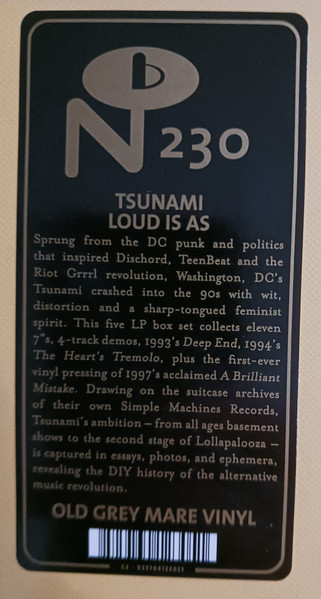 N 230
TSUNAMI
LOUD IS AS
Sprung from the DC punk and politics
that inspired Dischord, TeenBeat and the
Riot Grrrl revolution, Washington, DC's
Tsunami crashed into the 90s with wit,
distortion and a sharp-tongued feminist
spirit. This five LP box set collects eleven
7"s, 4-track demos, 1993's Deep End, 1994's
The Heart's Tremolo, plus the first-ever
vinyl pressing of 1997's acclaimed A Brilliant
Mistake. Drawing on the suitcase archives
of their own Simple Machines Records,
Tsunami's ambition – from all ages basement
shows to the second stage of Lollapalooza –
is captured in essays, photos, and ephemera,
revealing the DIY history of the alternative
music revolution.
OLD GREY MARE VINYL